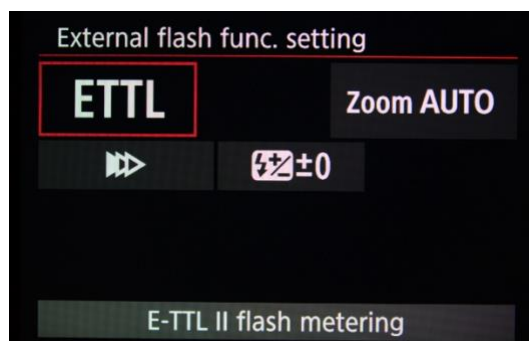 External flash func. setting
ETTL
Zoom AUTO
±0
E-TTL II flash metering